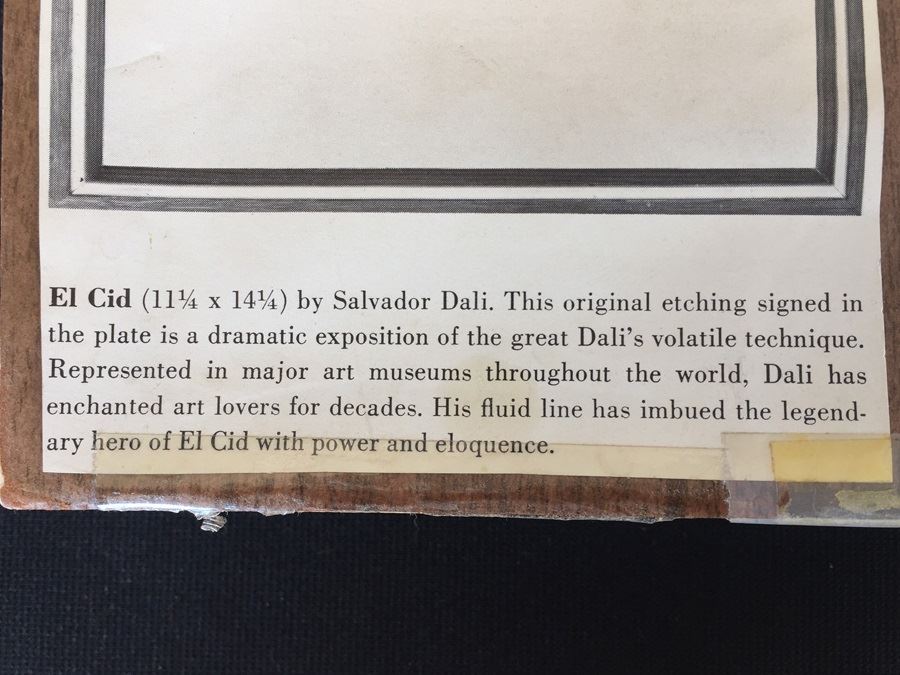 El Cid (11¼ x 14¼) by Salvador Dali. This original etching signed in
the plate is a dramatic exposition of the great Dali's volatile technique.
Represented in major art museums throughout the world, Dali has
enchanted art lovers for decades. His fluid line has imbued the legend-
ary hero of El Cid with power and eloquence.